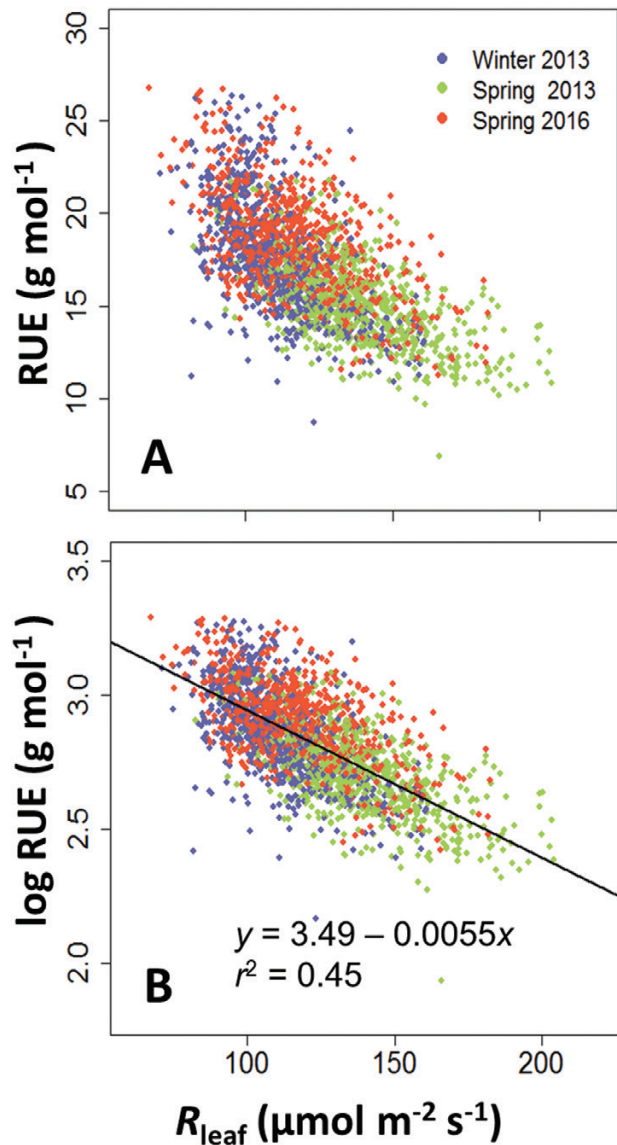 30
25
20
15
10
5
RUE (g mol⁻¹)
Winter 2013
Spring 2013
Spring 2016
A
3.5
3.0
2.5
2.0
log RUE (g mol⁻¹)
y = 3.49 – 0.0055x
r² = 0.45
B
100 150 200
R leaf (µmol m⁻² s⁻¹)